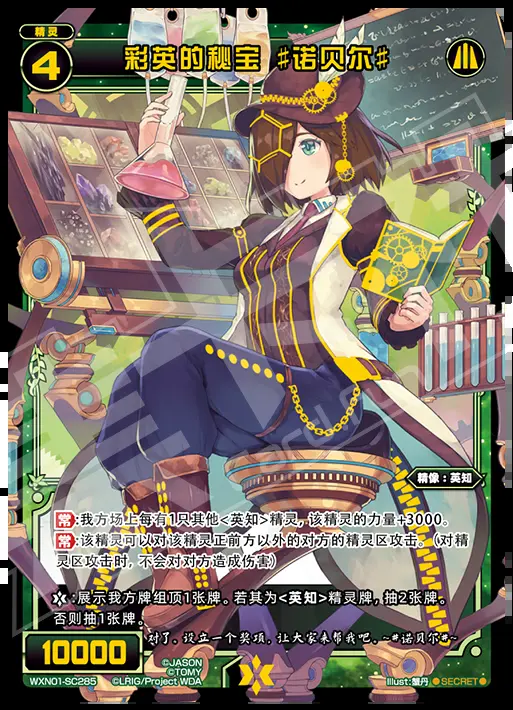 精灵
4
彩英的秘宝 #诺贝尔#
精像：英知
常:我方场上每有1只其他<英知>精灵，该精灵的力量+3000。
常:该精灵可以对该精灵正前方以外的对方的精灵区攻击。(对精
灵区攻击时，不会对对方造成伤害)
:展示我方牌组顶1张牌。若其为<英知>精灵牌，抽2张牌。
否则抽1张牌。
对了，设立一个奖项，让大家来帮我吧。~#诺贝尔#~
10000
©JASON
©TOMY
WXN01-SC285 ©LRIG/Project WDA
Illust:蟹丹 SECRET